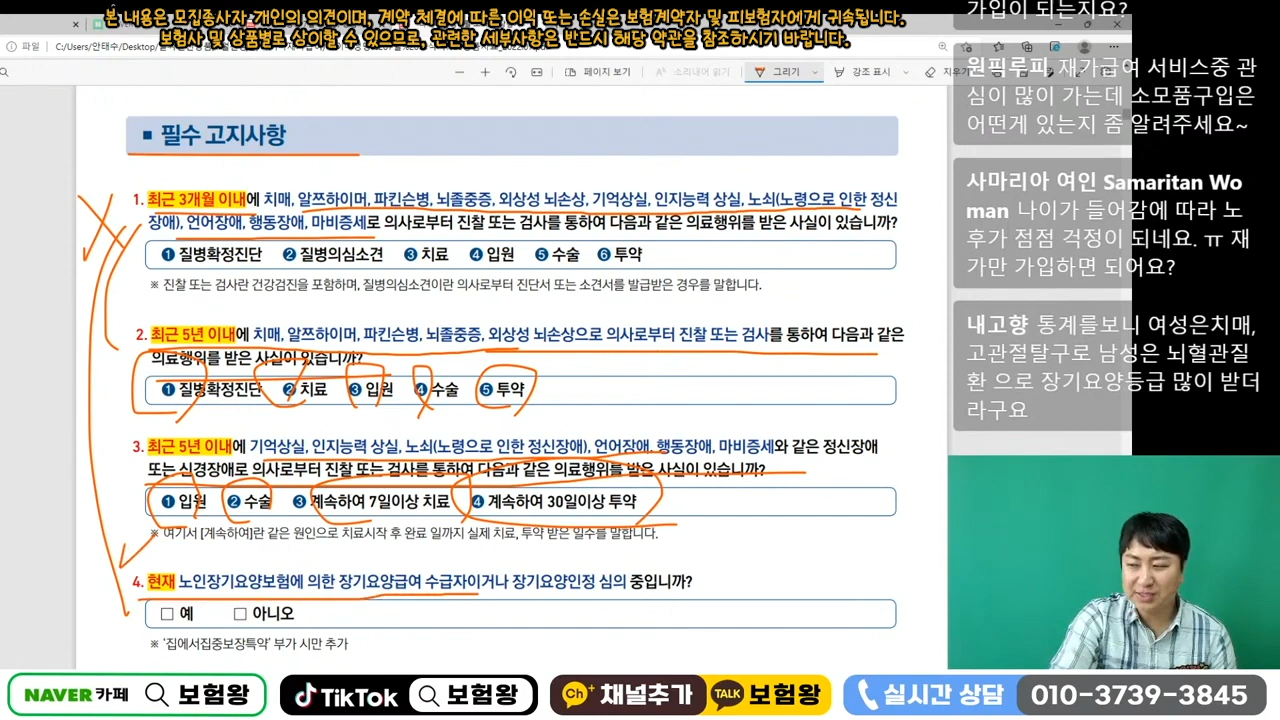 본 내용은 모집종사자 개인의 의견이며, 계약 체결에 따른 이익 또는 손실은 보험계약자 및 피보험자에게 귀속됩니다.
보험사 및 상품별로 상이할 수 있으므로, 관련한 세부사항은 반드시 해당 약관을 참조하시기 바랍니다.
파일
페이지 보기
소리내어 읽기
그리기
강조 표시
지우기
필수 고지사항
1. 최근 3개월 이내에 치매, 알쯔하이머, 파킨슨병, 뇌졸중증, 외상성 뇌손상, 기억상실, 인지능력 상실, 노쇠(노령으로 인한 정신
장애), 언어장애, 행동장애, 마비증세로 의사로부터 진찰 또는 검사를 통하여 다음과 같은 의료행위를 받은 사실이 있습니까?
❶ 질병확정진단 ❷ 질병의심소견 ❸ 치료 ❹ 입원 ❺ 수술 ❻ 투약
※ 진찰 또는 검사란 건강검진을 포함하며, 질병의심소견이란 의사로부터 진단서 또는 소견서를 발급받은 경우를 말합니다.
2. 최근 5년 이내에 치매, 알쯔하이머, 파킨슨병, 뇌졸중증, 외상성 뇌손상으로 의사로부터 진찰 또는 검사를 통하여 다음과 같은
의료행위를 받은 사실이 있습니까?
❶ 질병확정진단 ❷ 치료 ❸ 입원 ❹ 수술 ❺ 투약
3. 최근 5년 이내에 기억상실, 인지능력 상실, 노쇠(노령으로 인한 정신장애), 언어장애, 행동장애, 마비증세와 같은 정신장애
또는 신경장애로 의사로부터 진찰 또는 검사를 통하여 다음과 같은 의료행위를 받은 사실이 있습니까?
❶ 입원 ❷ 수술 ❸ 계속하여 7일이상 치료 ❹ 계속하여 30일이상 투약
※ 여기서 [계속하여]란 같은 원인으로 치료시작 후 완료 일까지 실제 치료, 투약 받은 일수를 말합니다.
4. 현재 노인장기요양보험에 의한 장기요양급여 수급자이거나 장기요양인정 심의 중입니까?
□ 예 □ 아니오
※ ‘집에서집중보장특약’ 부가 시만 추가
가입이 되는지요?
원필루피 재가급여 서비스중 관
심이 많이 가는데 소모품구입은
어떤게 있는지 좀 알려주세요~
사마리아 여인 Samaritan Wo
man 나이가 들어감에 따라 노
후가 점점 걱정이 되네요. ㅠ 재
가만 가입하면 되어요?
내고향 통계를보니 여성은치매,
고관절탈구로 남성은 뇌혈관질
환 으로 장기요양등급 많이 받더
라구요
NAVER 카페 보험왕
TikTok 보험왕
Ch+ 채널추가 TALK 보험왕
실시간 상담 010-3739-3845